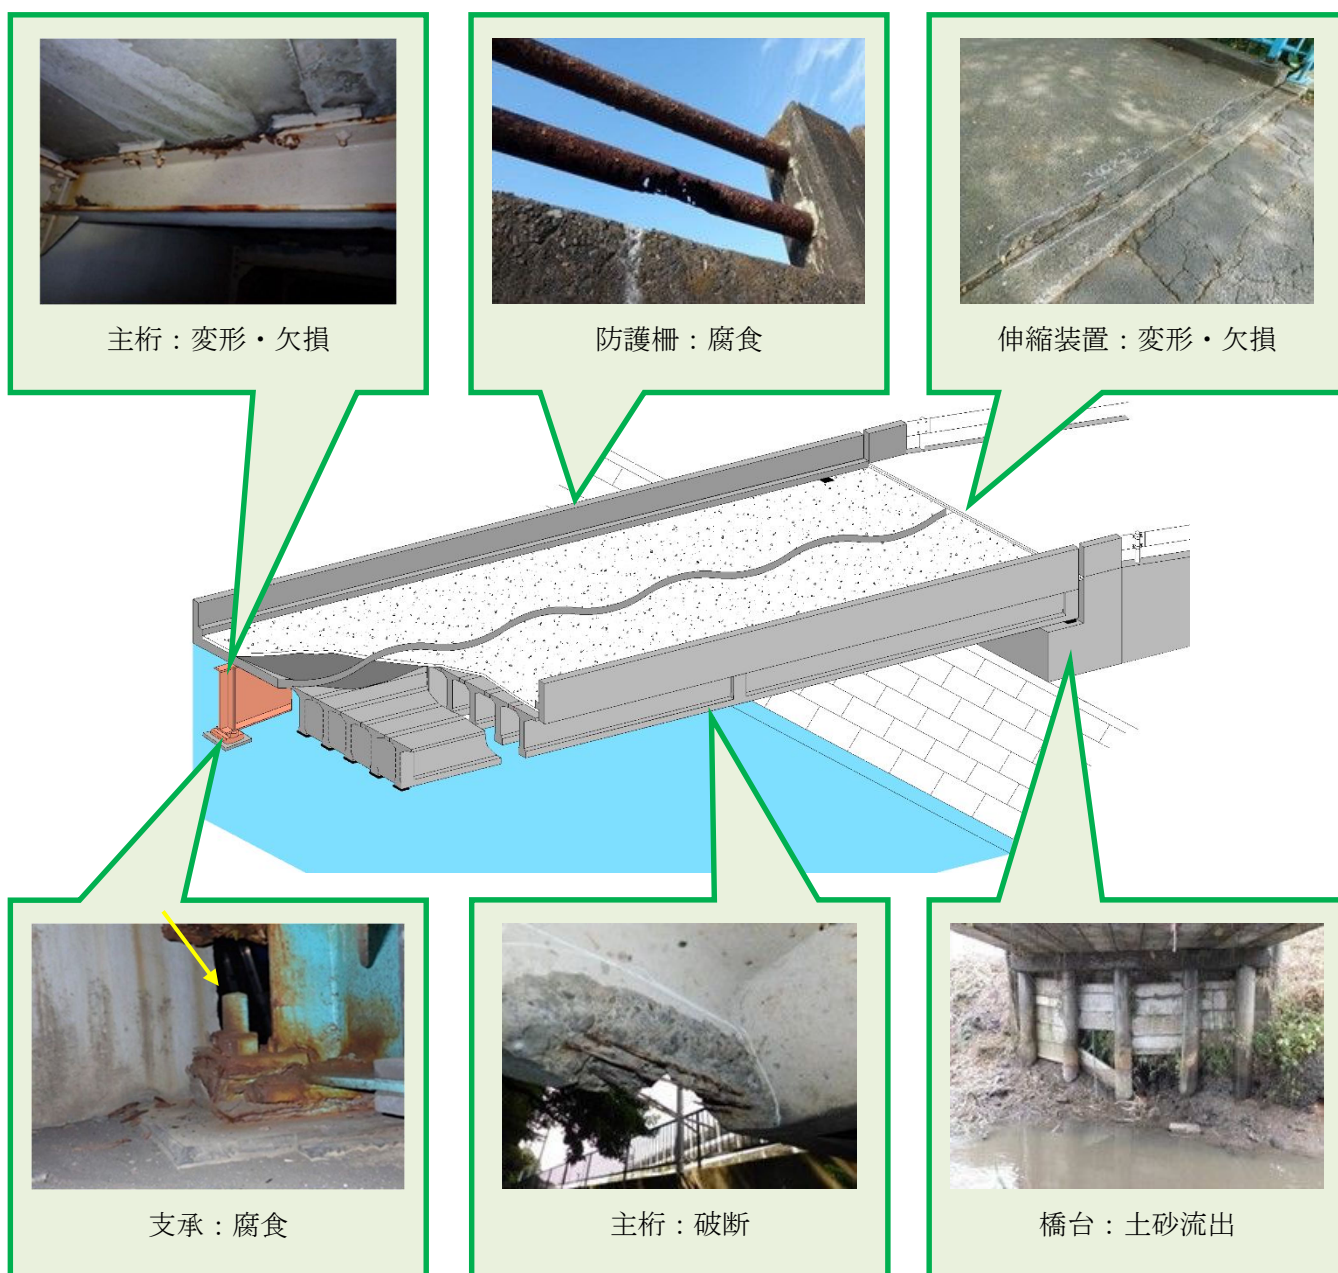 主桁：変形・欠損
防護柵：腐食
伸縮装置：変形・欠損
支承：腐食
主桁：破断
橋台：土砂流出